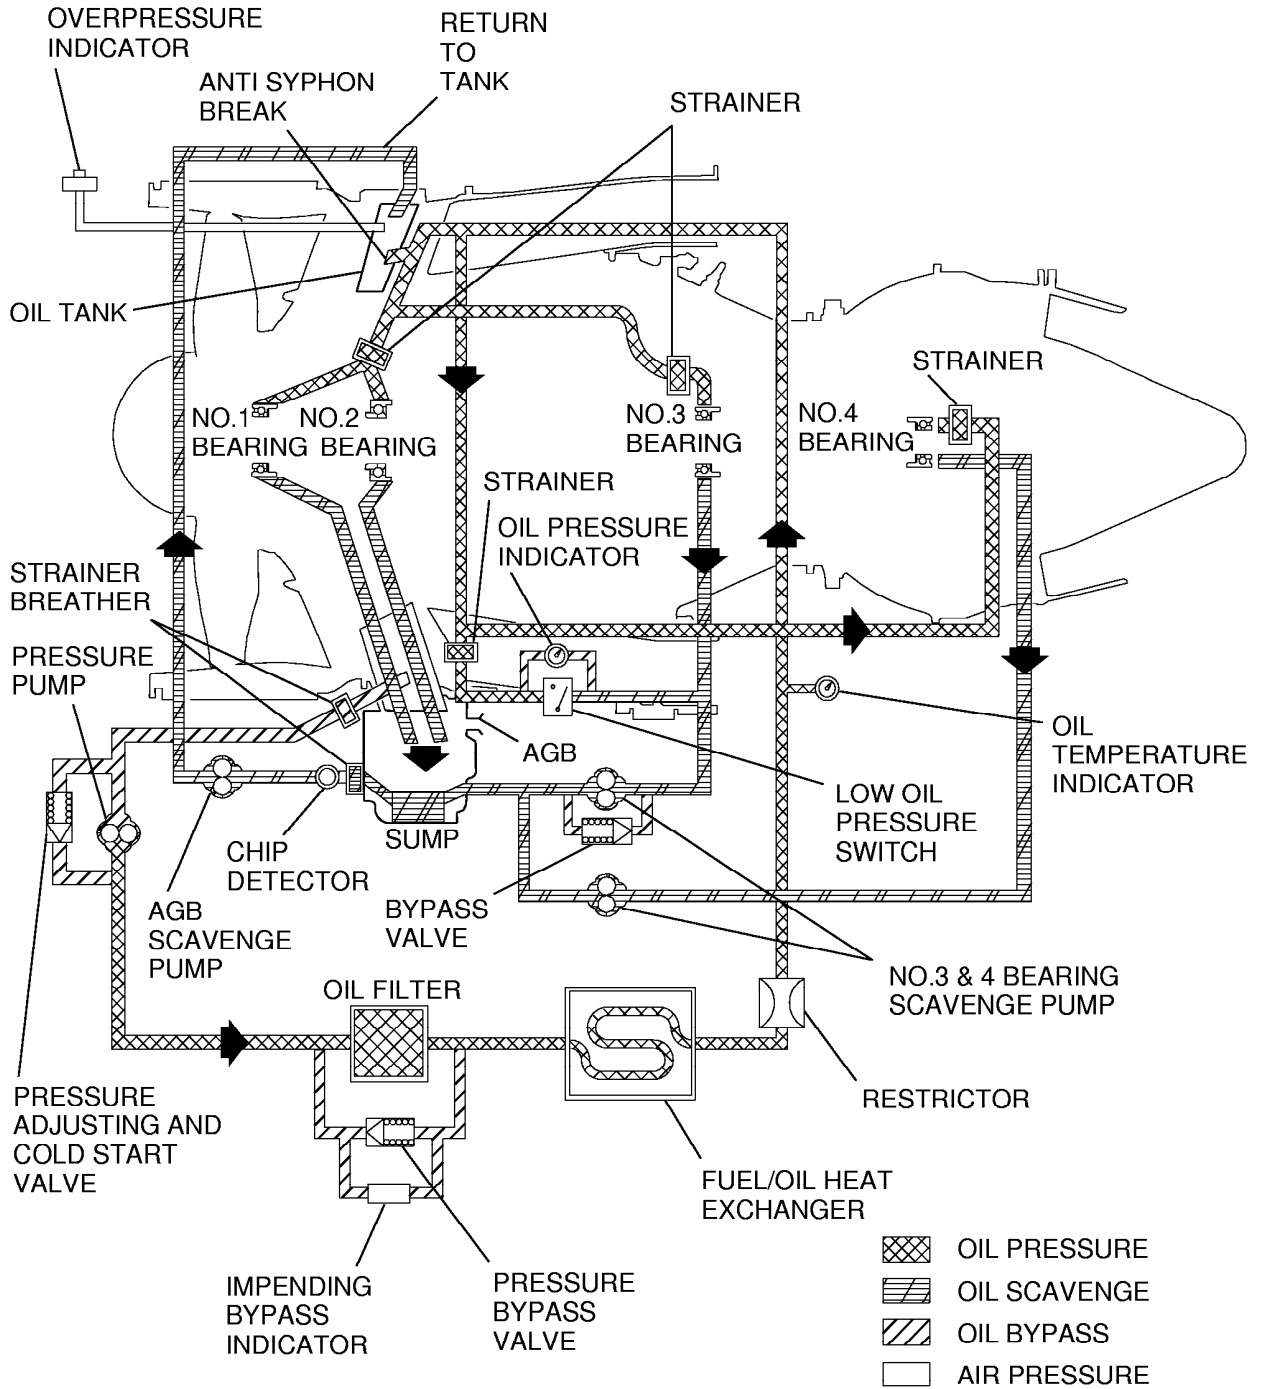 OVERPRESSURE
INDICATOR
RETURN
TO
TANK
ANTI SYPHON
BREAK
STRAINER
OIL TANK
STRAINER
NO.1
BEARING
NO.2
BEARING
NO.3
BEARING
NO.4
BEARING
STRAINER
OIL PRESSURE
INDICATOR
STRAINER
BREATHER
PRESSURE
PUMP
AGB
OIL
TEMPERATURE
INDICATOR
LOW OIL
PRESSURE
SWITCH
SUMP
CHIP
DETECTOR
BYPASS
VALVE
AGB
SCAVENGE
PUMP
NO.3 & 4 BEARING
SCAVENGE PUMP
OIL FILTER
PRESSURE
ADJUSTING AND
COLD START
VALVE
RESTRICTOR
FUEL/OIL HEAT
EXCHANGER
IMPENDING
BYPASS
INDICATOR
PRESSURE
BYPASS
VALVE
OIL PRESSURE
OIL SCAVENGE
OIL BYPASS
AIR PRESSURE